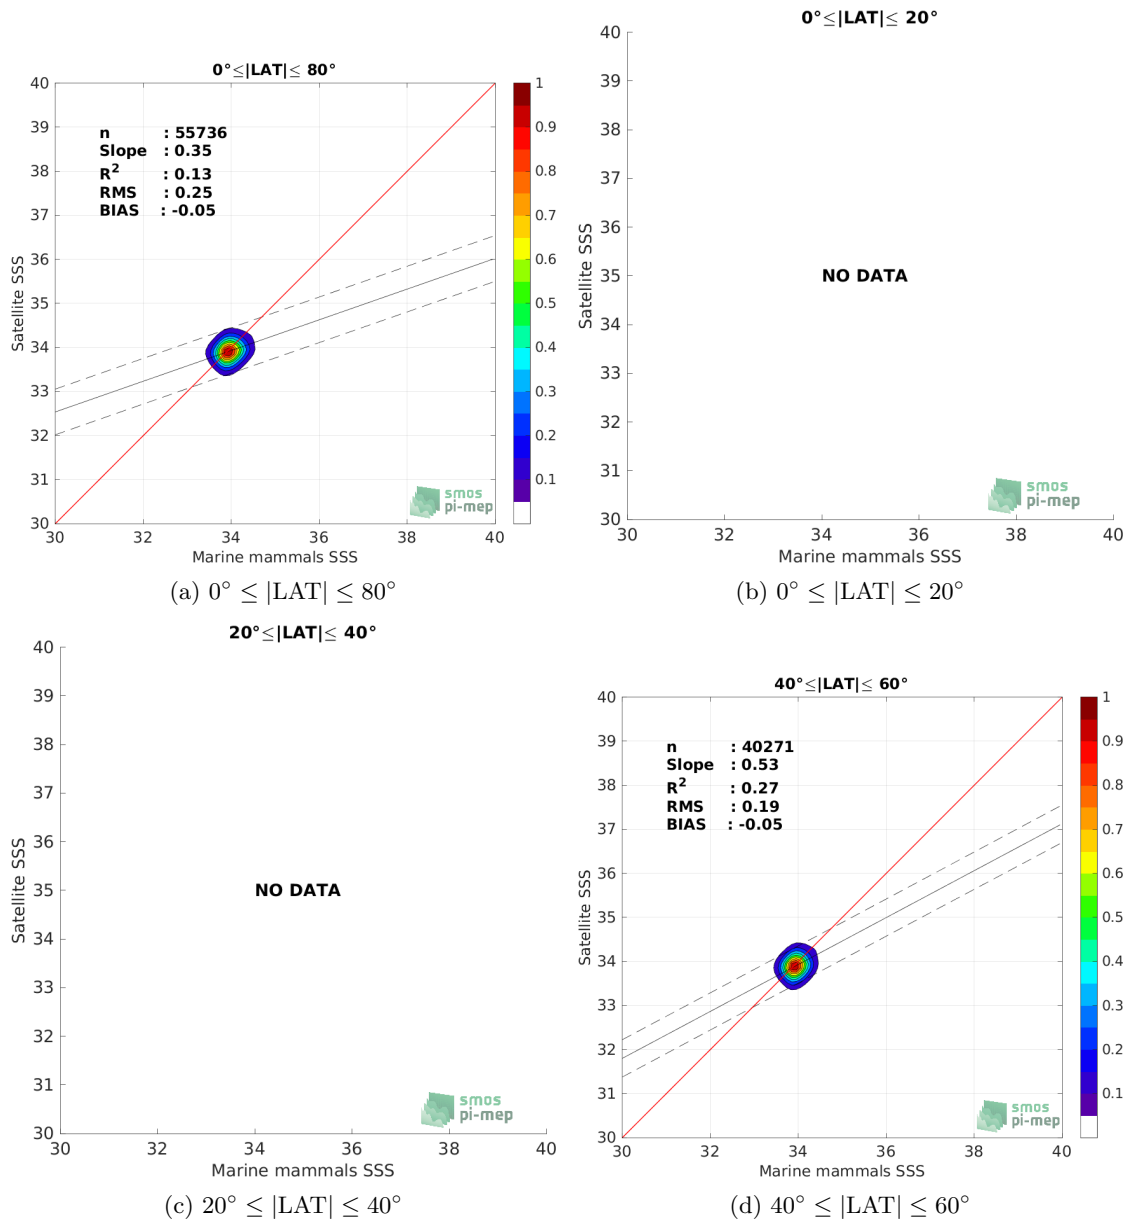 0°≤|LAT|≤ 80°
40
39
38
37
36
35
34
33
32
31
30
n : 55736
Slope : 0.35
R² : 0.13
RMS : 0.25
BIAS : -0.05
Satellite SSS
30 32 34 36 38 40
Marine mammals SSS
smos
pi-mep
1
0.9
0.8
0.7
0.6
0.5
0.4
0.3
0.2
0.1
(a) 0° ≤ |LAT| ≤ 80°
0°≤|LAT|≤ 20°
40
39
38
37
36
35
34
33
32
31
30
NO DATA
Satellite SSS
30 32 34 36 38 40
Marine mammals SSS
smos
pi-mep
(b) 0° ≤ |LAT| ≤ 20°
20°≤|LAT|≤ 40°
40
39
38
37
36
35
34
33
32
31
30
NO DATA
Satellite SSS
30 32 34 36 38 40
Marine mammals SSS
smos
pi-mep
(c) 20° ≤ |LAT| ≤ 40°
40°≤|LAT|≤ 60°
40
39
38
37
36
35
34
33
32
31
30
n : 40271
Slope : 0.53
R² : 0.27
RMS : 0.19
BIAS : -0.05
Satellite SSS
30 32 34 36 38 40
Marine mammals SSS
smos
pi-mep
1
0.9
0.8
0.7
0.6
0.5
0.4
0.3
0.2
0.1
(d) 40° ≤ |LAT| ≤ 60°